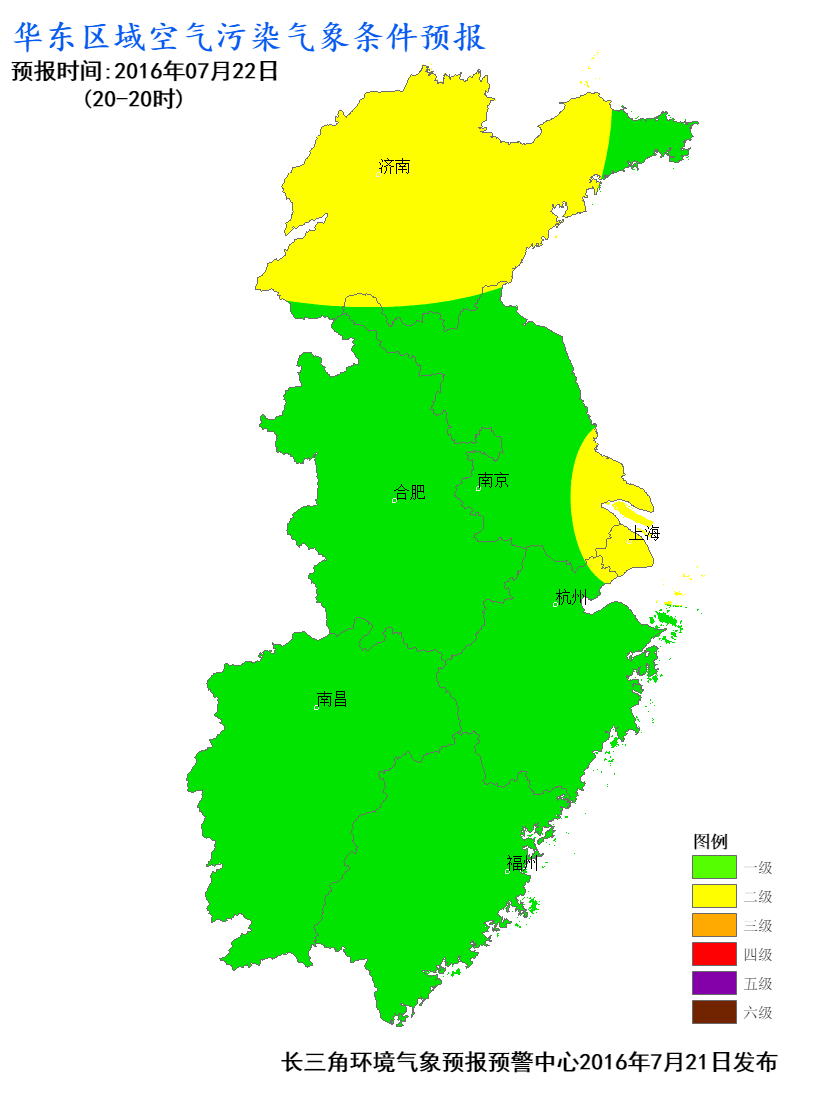 华东区域空气污染气象条件预报
预报时间:2016年07月22日
(20-20时)
济南
南京
合肥
上海
杭州
南昌
福州
图例
一级
二级
三级
四级
五级
六级
长三角环境气象预报预警中心2016年7月21日发布